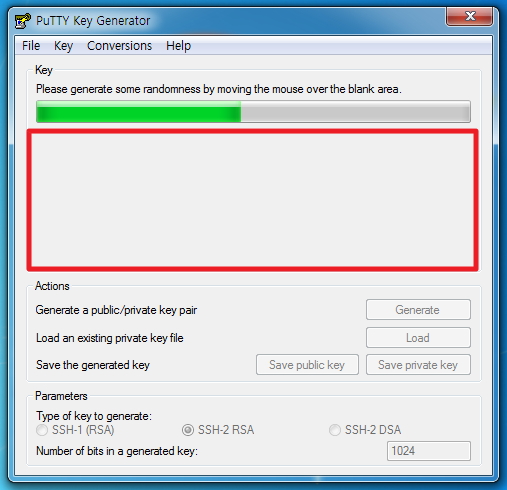 PuTTY Key Generator
File Key Conversions Help
Key
Please generate some randomness by moving the mouse over the blank area.
Actions
Generate a public/private key pair
Generate
Load an existing private key file
Load
Save the generated key
Save public key
Save private key
Parameters
Type of key to generate:
SSH-1 (RSA)
SSH-2 RSA
SSH-2 DSA
Number of bits in a generated key:
1024